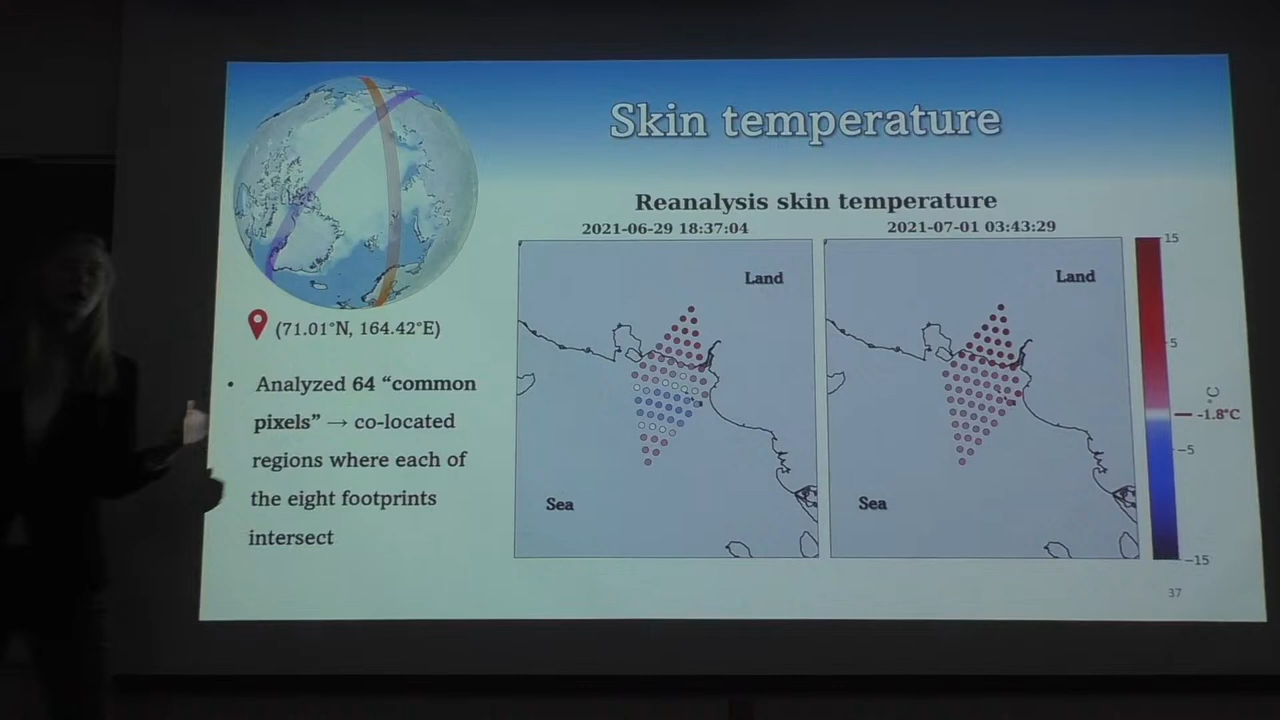 Skin temperature
Reanalysis skin temperature
2021-06-29 18:37:04
2021-07-01 03:43:29
Land
Sea
Land
Sea
15
5
°C
-1.8°C
−5
−15
(71.01°N, 164.42°E)
• Analyzed 64 “common
pixels” → co-located
regions where each of
the eight footprints
intersect
37